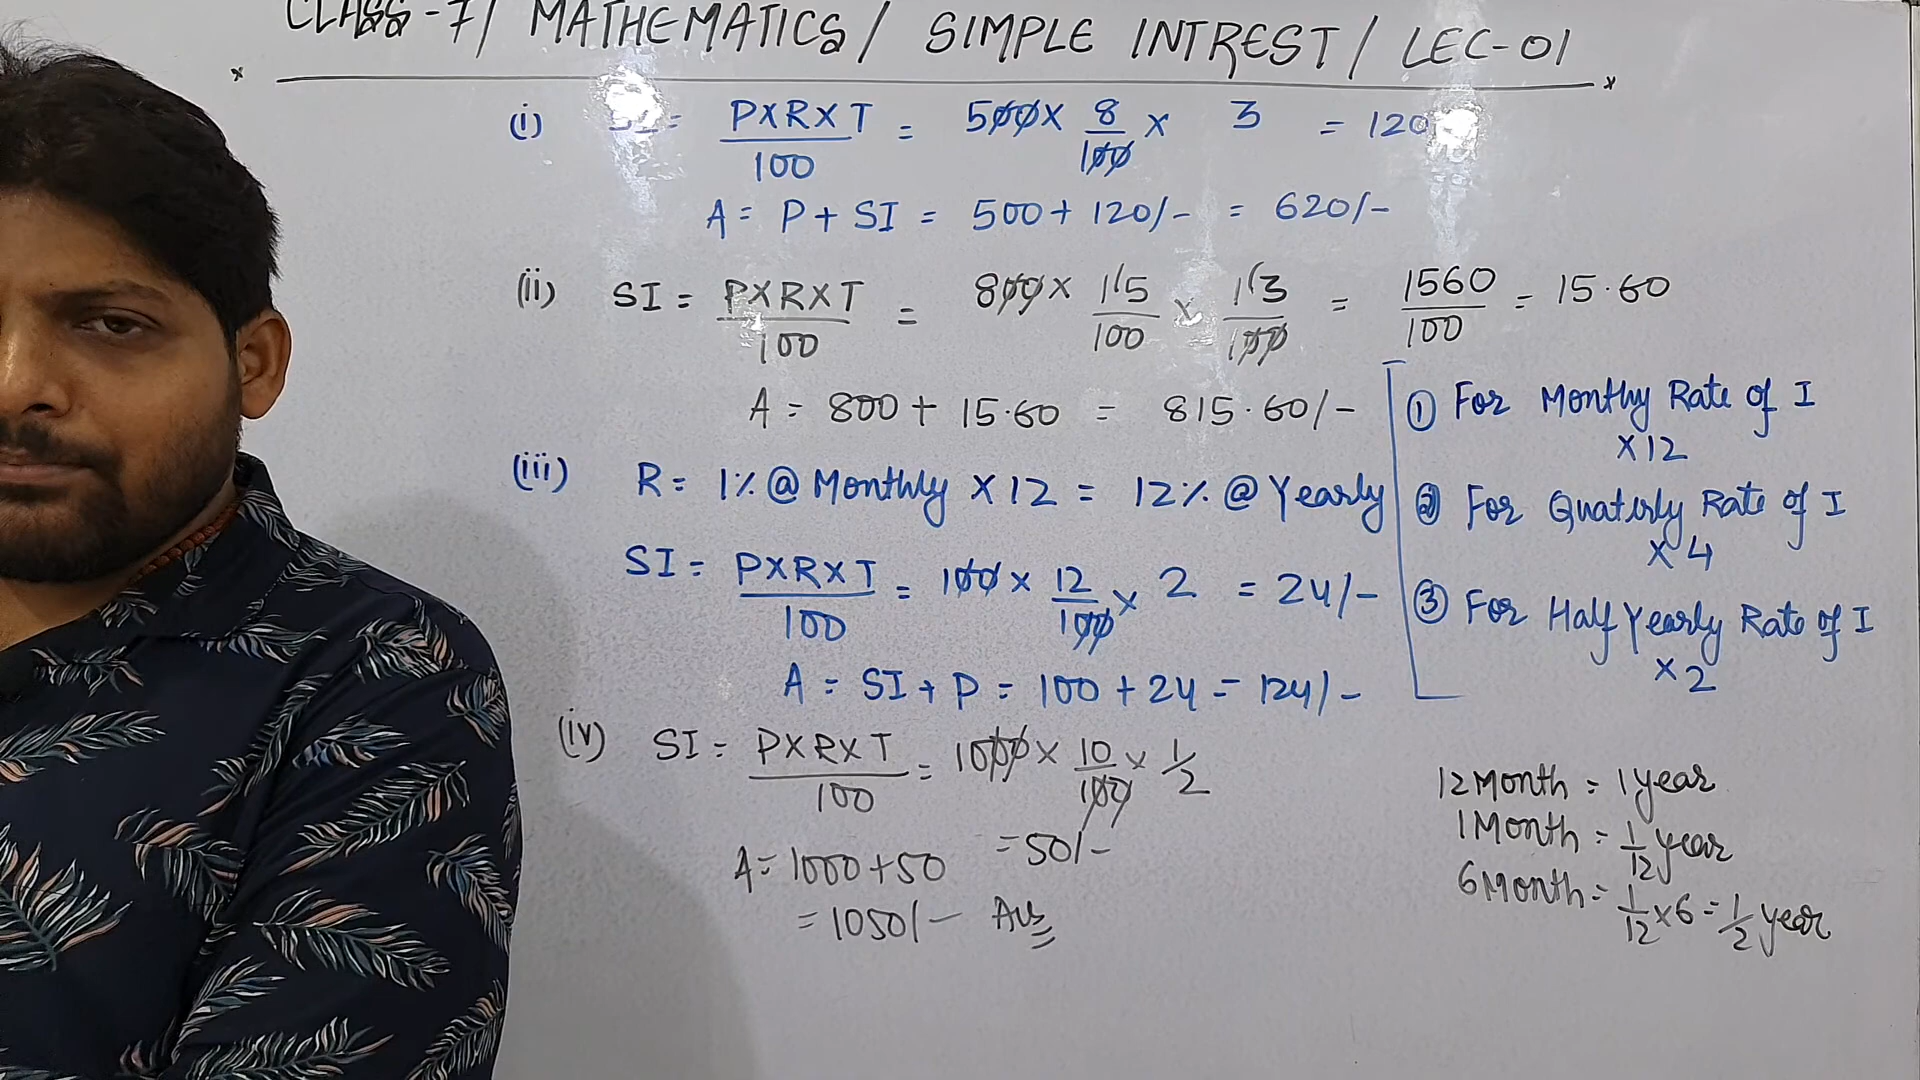 CLASS-7/ MATHEMATICS/ SIMPLE INTREST/ LEC-01
(i) SI = PXRXT/100 = 500 x 8/100 x 3 = 120
A = P + SI = 500 + 120/- = 620/-
(ii) SI = PXRXT/100 = 800 x 1.5/100 x 1.3/100 = 1560/100 = 15.60
A = 800 + 15.60 = 815.60/-
(iii) R = 1% @ Monthly X 12 = 12% @ Yearly
SI = PXRXT/100 = 100 x 12/100 x 2 = 24/-
A = SI + P = 100 + 24 = 124/-
(iv) SI = PXRXT/100 = 1000 x 10/100 x 1/2
= 50/-
A = 1000 + 50
= 1050/- Ans
① For Monthy Rate of I
X12
② For Quaterly Rate of I
X 4
③ For Half Yearly Rate of I
X2
12 Month = 1 year
1 Month = 1/12 year
6 Month = 1/12 x 6 = 1/2 year